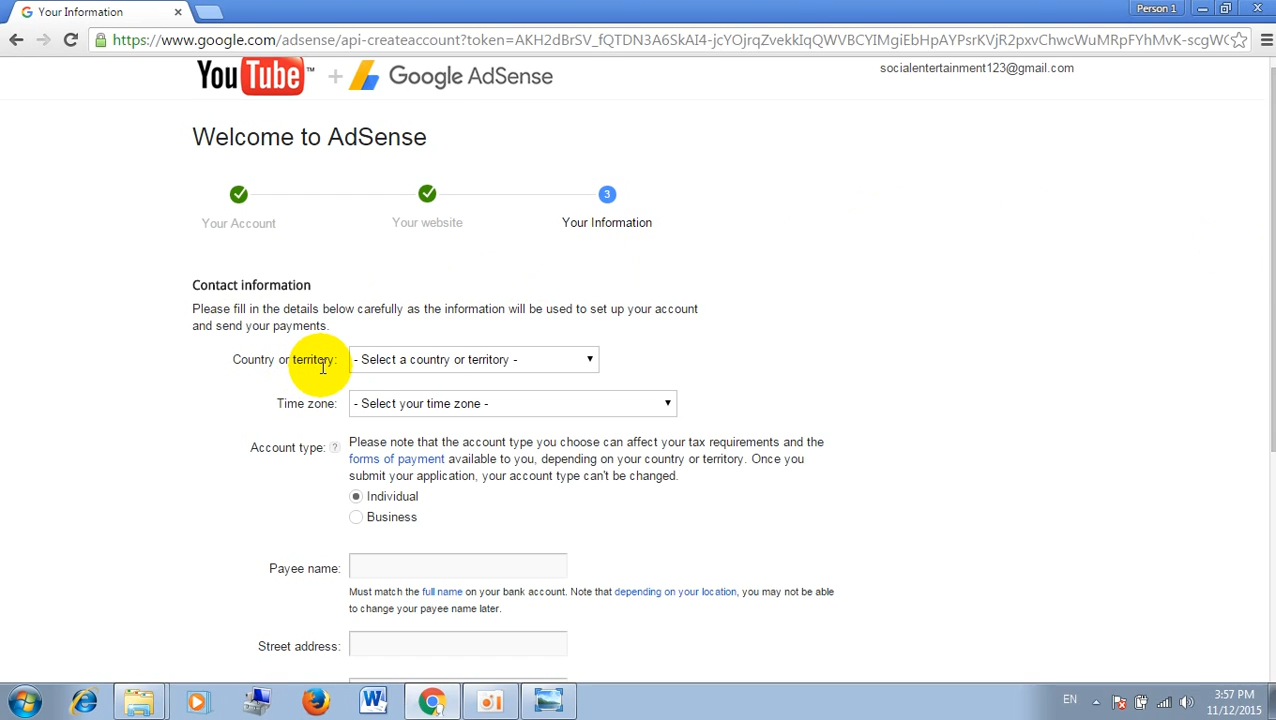 Your Information
Person 1
https://www.google.com/adsense/api-createaccount?token=AKH2dBrSV_fQTDN3A6SkAI4-jcYOjrqZvekkIqQWVBCYIMgiEbHpAYPsrKVjR2pxvChwcWuMRpFYhMvK-scgW
YouTube™ + Google AdSense
socialentertainment123@gmail.com
Welcome to AdSense
3
Your Account
Your website
Your Information
Contact information
Please fill in the details below carefully as the information will be used to set up your account
and send your payments.
Country or territory: - Select a country or territory -
Time zone: - Select your time zone -
Account type: ? Please note that the account type you choose can affect your tax requirements and the
forms of payment available to you, depending on your country or territory. Once you
submit your application, your account type can't be changed.
Individual
Business
Payee name:
Must match the full name on your bank account. Note that depending on your location, you may not be able
to change your payee name later.
Street address:
EN
3:57 PM
11/12/2015